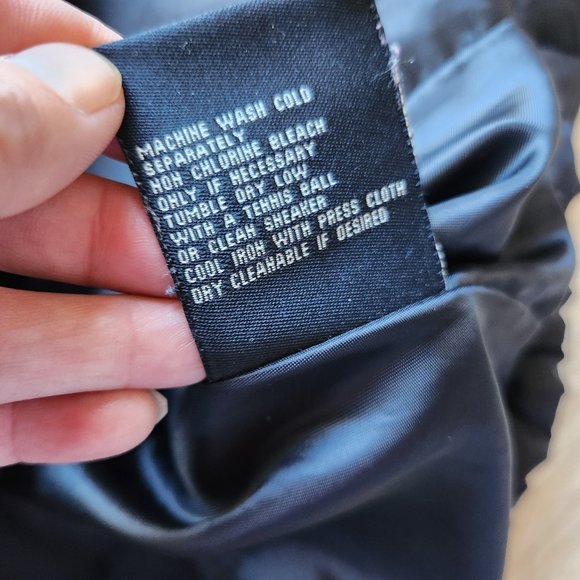 MACHINE WASH COLD
SEPARATELY
NON CHLORINE BLEACH
ONLY IF NECESSARY
TUMBLE DRY LOW
WITH A TENNIS BALL
OR CLEAN SNEAKER
COOL IRON WITH PRESS CLOTH
DRY CLEANABLE IF DESIRED